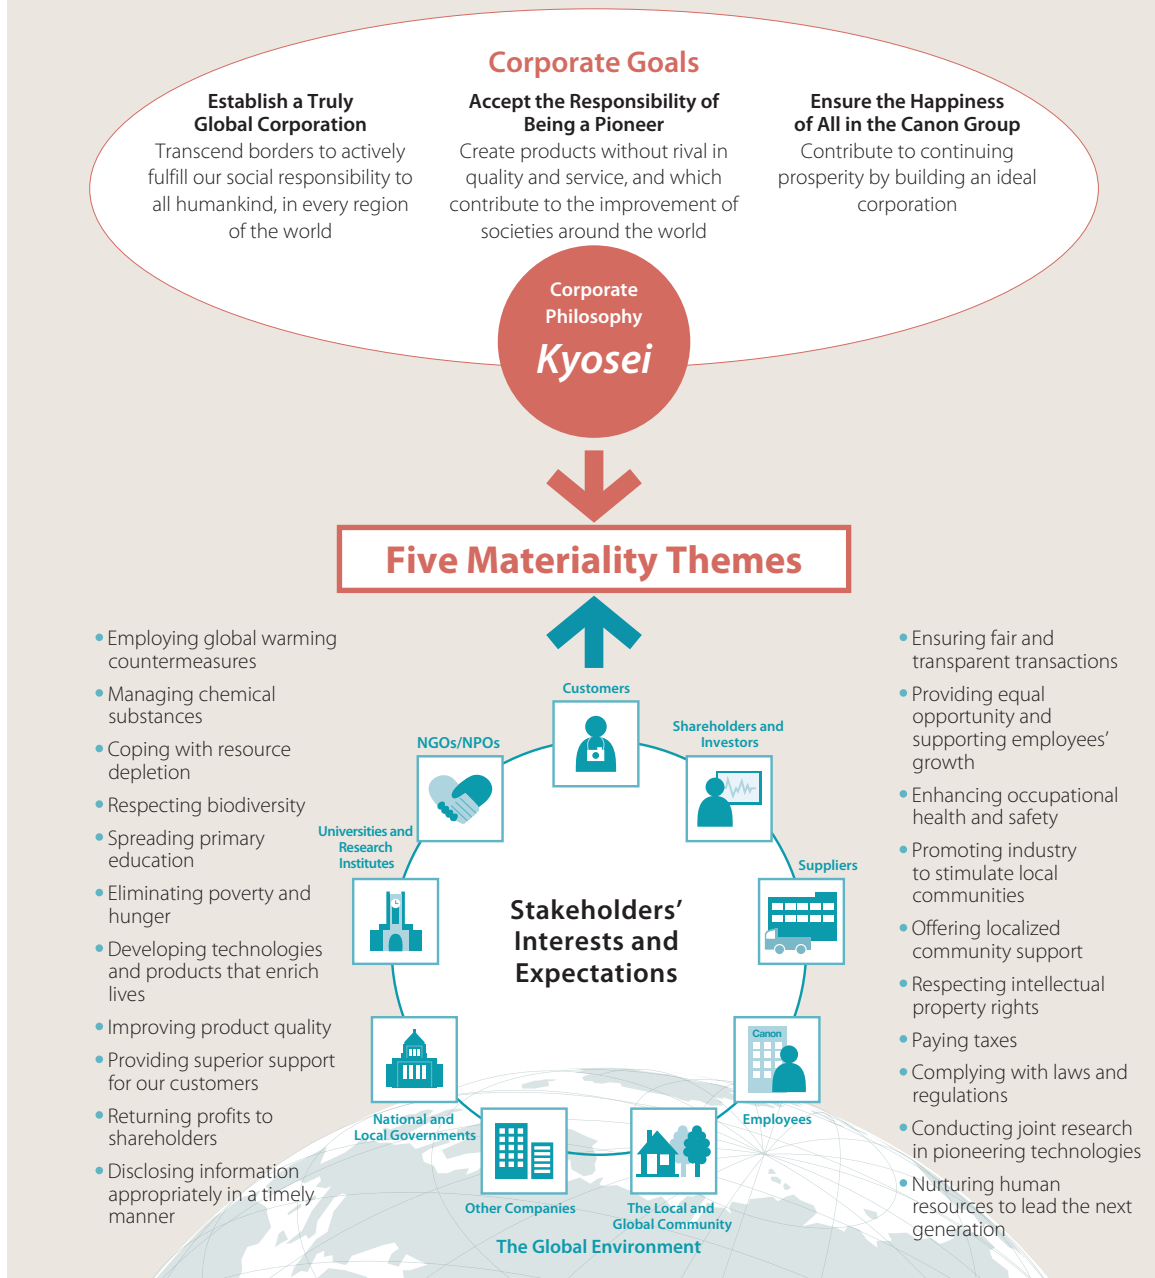 Corporate Goals
Establish a Truly
Global Corporation
Transcend borders to actively
fulfill our social responsibility to
all humankind, in every region
of the world
Accept the Responsibility of
Being a Pioneer
Create products without rival in
quality and service, and which
contribute to the improvement of
societies around the world
Ensure the Happiness
of All in the Canon Group
Contribute to continuing
prosperity by building an ideal
corporation
Corporate
Philosophy
Kyosei
Five Materiality Themes
• Employing global warming
countermeasures
• Managing chemical
substances
• Coping with resource
depletion
• Respecting biodiversity
• Spreading primary
education
• Eliminating poverty and
hunger
• Developing technologies
and products that enrich
lives
• Improving product quality
• Providing superior support
for our customers
• Returning profits to
shareholders
• Disclosing information
appropriately in a timely
manner
Customers
Shareholders and
Investors
Suppliers
Canon
Employees
The Local and
Global Community
Other Companies
National and
Local Governments
Universities and
Research
Institutes
NGOs/NPOs
Stakeholders’
Interests and
Expectations
The Global Environment
• Ensuring fair and
transparent transactions
• Providing equal
opportunity and
supporting employees’
growth
• Enhancing occupational
health and safety
• Promoting industry
to stimulate local
communities
• Offering localized
community support
• Respecting intellectual
property rights
• Paying taxes
• Complying with laws and
regulations
• Conducting joint research
in pioneering technologies
• Nurturing human
resources to lead the next
generation